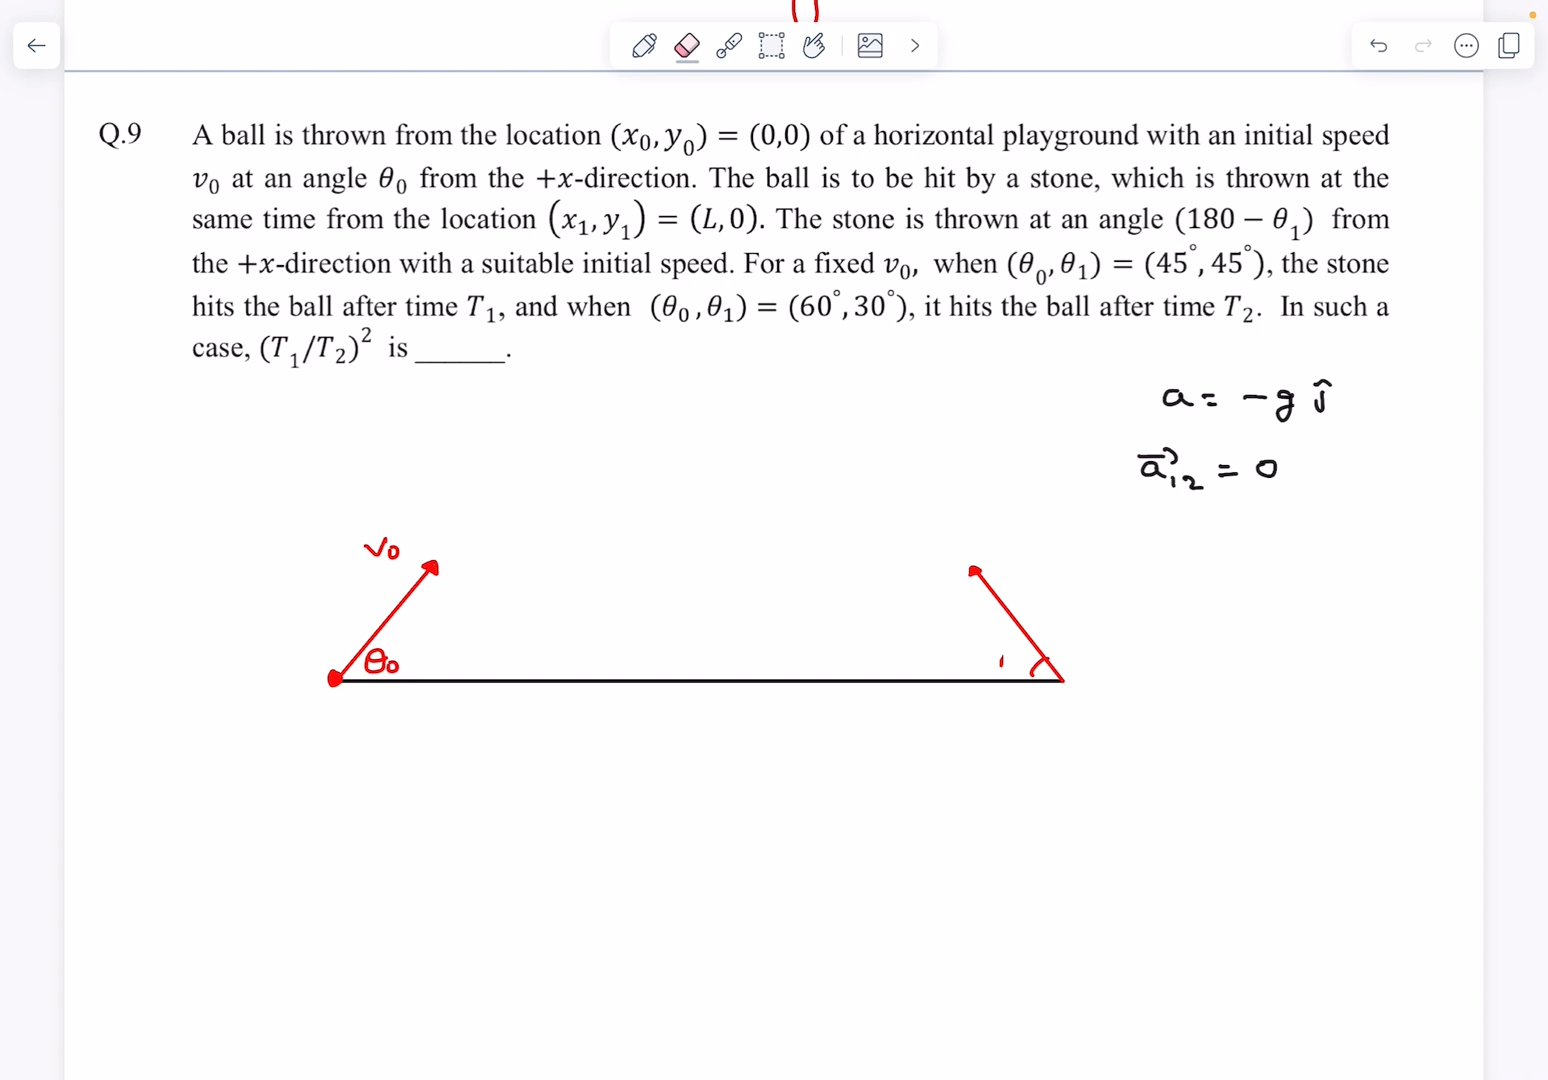 Q.9 A ball is thrown from the location (x₀, y₀) = (0,0) of a horizontal playground with an initial speed
v₀ at an angle θ₀ from the +x-direction. The ball is to be hit by a stone, which is thrown at the
same time from the location (x₁, y₁) = (L, 0). The stone is thrown at an angle (180 − θ₁) from
the +x-direction with a suitable initial speed. For a fixed v₀, when (θ₀, θ₁) = (45°, 45°), the stone
hits the ball after time T₁, and when (θ₀ , θ₁) = (60°, 30°), it hits the ball after time T₂. In such a
case, (T₁/T₂)² is ______.
a = −g ĵ
a⃗₁₂ = 0
v₀
θ₀